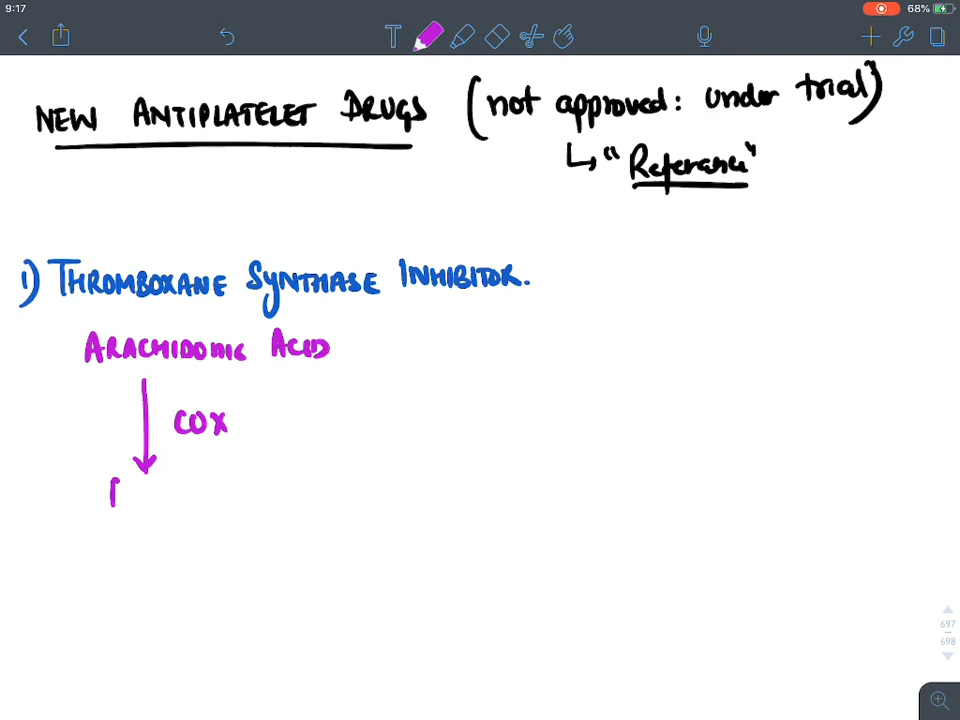 9:17
68%
T
NEW ANTIPLATELET DRUGS (not approved: under trial)
↳ "Reference"
1) THROMBOXANE SYNTHASE INHIBITOR.
ARACHIDONIC ACID
COX
697
698